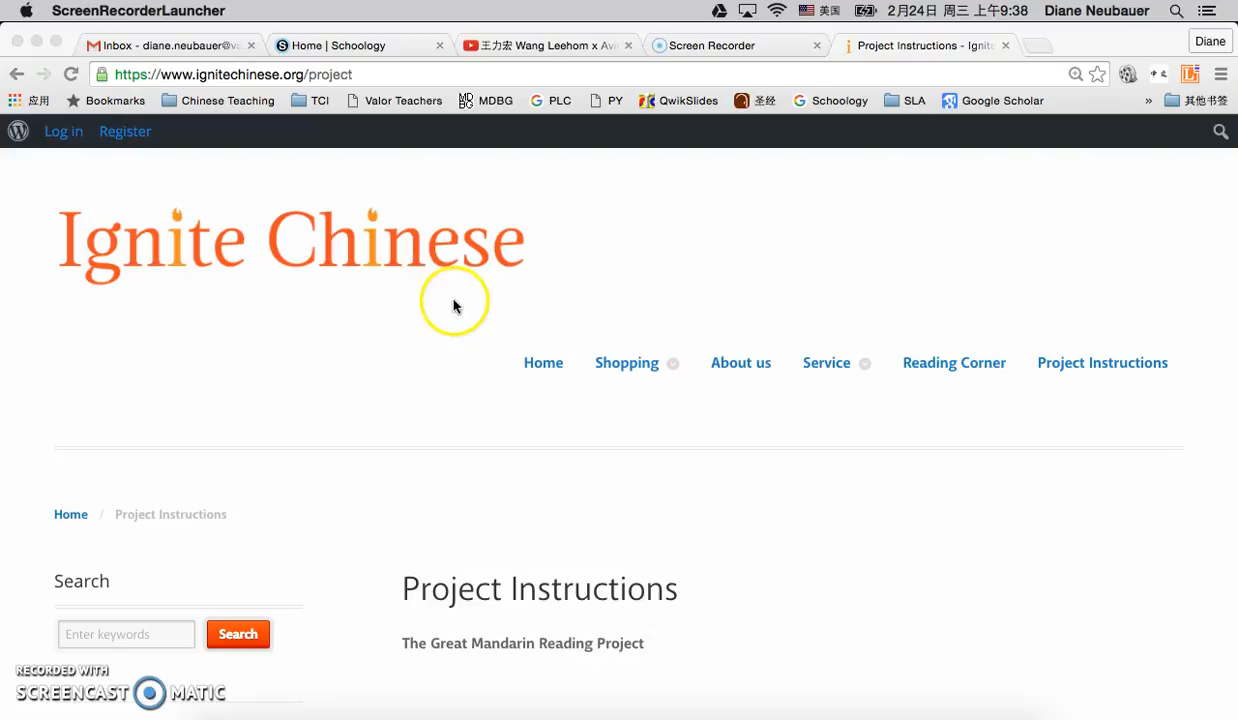 ScreenRecorderLauncher 美国 2月24日 周三 上午9:38 Diane Neubauer
Inbox - diane.neubauer@va Home | Schoology 王力宏 Wang Leehom x Avi Screen Recorder Project Instructions - Ignite Diane
https://www.ignitechinese.org/project
应用 Bookmarks Chinese Teaching TCI Valor Teachers MDBG PLC PY QwikSlides 圣经 Schoology SLA Google Scholar » 其他书签
Log in Register
Ignite Chinese
Home Shopping About us Service Reading Corner Project Instructions
Home / Project Instructions
Search
Project Instructions
Enter keywords Search
The Great Mandarin Reading Project
RECORDED WITH
SCREENCAST MATIC